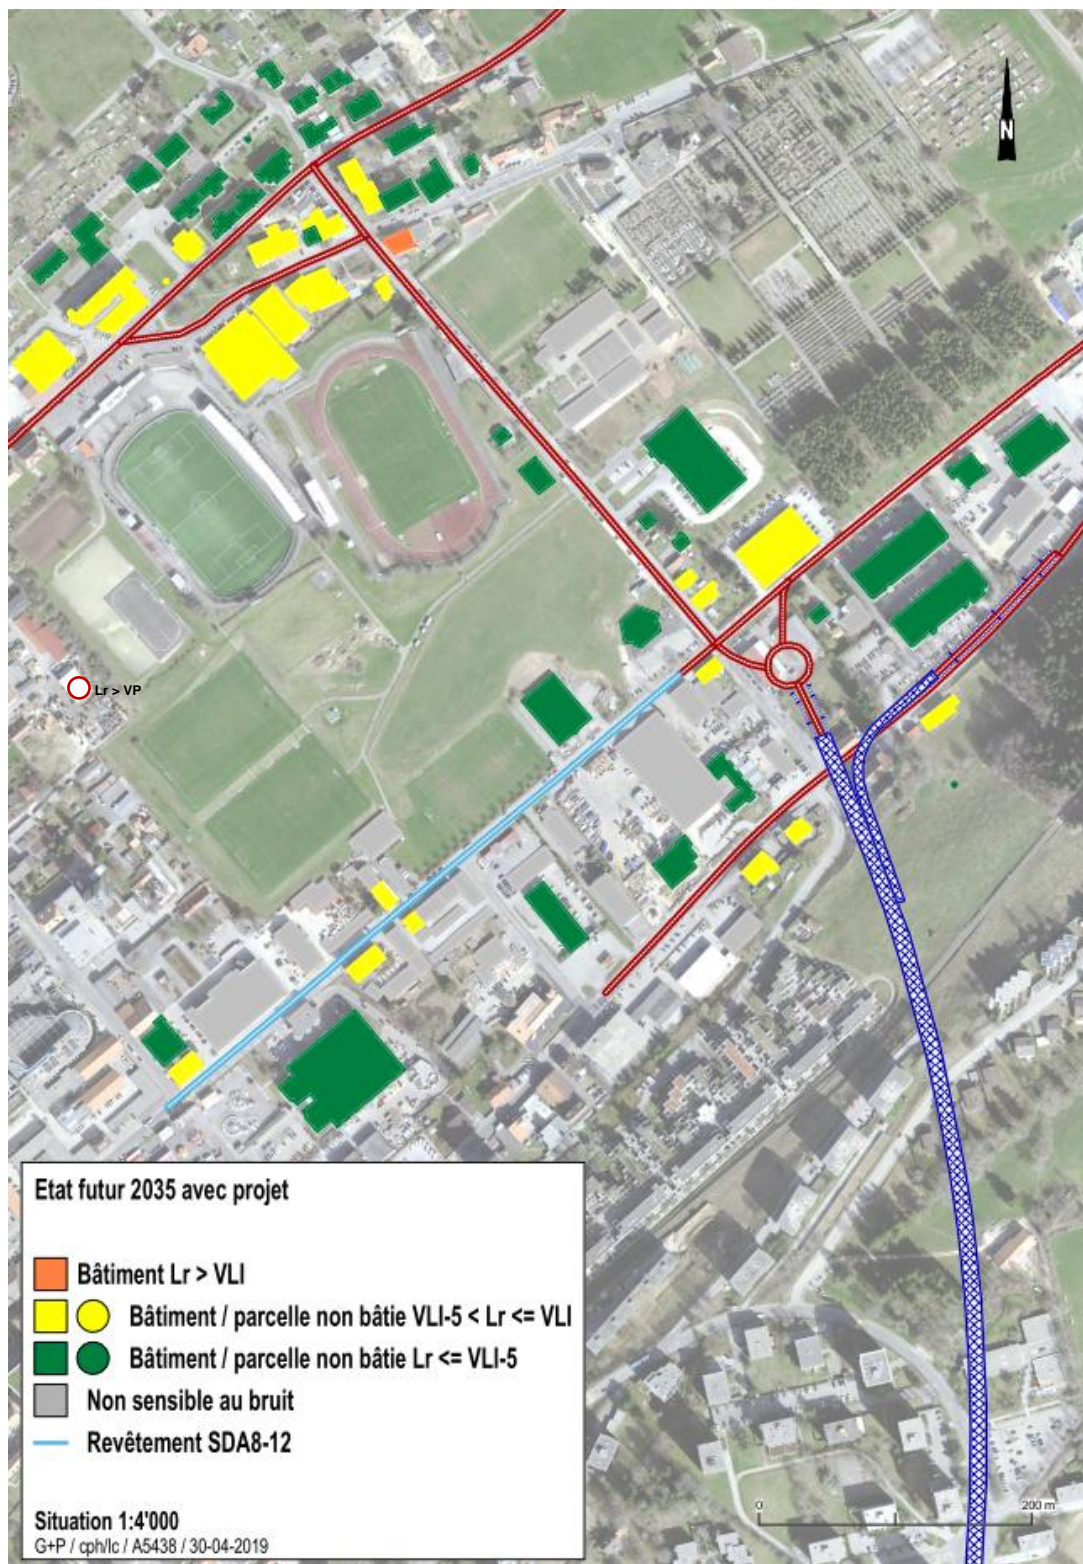 N
Lr > VP
Etat futur 2035 avec projet
Bâtiment Lr > VLI
Bâtiment / parcelle non bâtie VLI-5 < Lr <= VLI
Bâtiment / parcelle non bâtie Lr <= VLI-5
Non sensible au bruit
Revêtement SDA8-12
Situation 1:4'000
G+P / cph/lc / A5438 / 30-04-2019
0 200 m